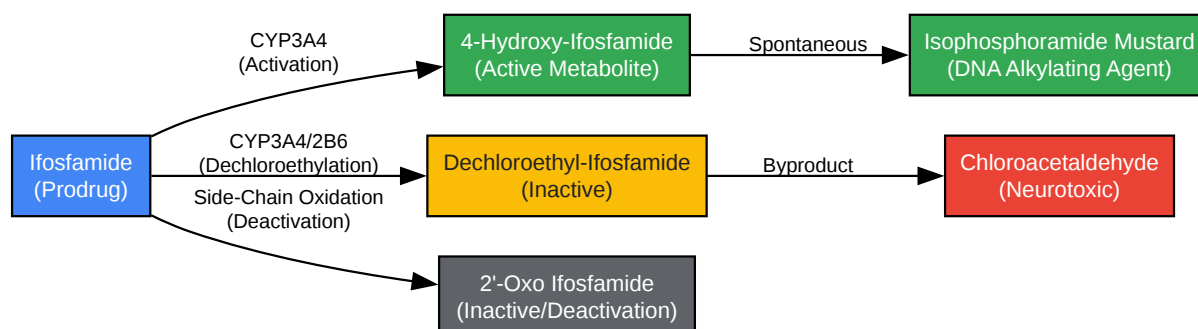 CYP3A4
(Activation)
4-Hydroxy-Ifosfamide
(Active Metabolite)
Spontaneous
Isophosphoramide Mustard
(DNA Alkylating Agent)
Ifosfamide
(Prodrug)
CYP3A4/2B6
(Dechloroethylation)
Dechloroethyl-Ifosfamide
(Inactive)
Byproduct
Chloroacetaldehyde
(Neurotoxic)
Side-Chain Oxidation
(Deactivation)
2'-Oxo Ifosfamide
(Inactive/Deactivation)